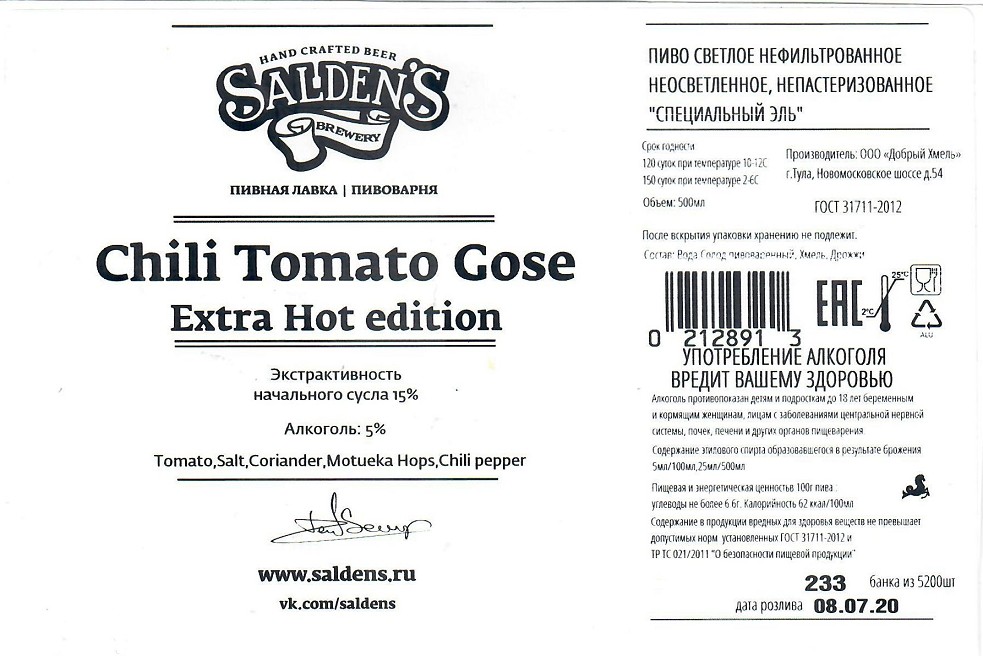 HAND CRAFTED BEER
SALDEN'S
BREWERY
ПИВНАЯ ЛАВКА | ПИВОВАРНЯ
Chili Tomato Gose
Extra Hot edition
Экстрактивность
начального сусла 15%
Алкоголь: 5%
Tomato,Salt,Coriander,Motueka Hops,Chili pepper
www.saldens.ru
vk.com/saldens
ПИВО СВЕТЛОЕ НЕФИЛЬТРОВАННОЕ
НЕОСВЕТЛЕННОЕ, НЕПАСТЕРИЗОВАННОЕ
"СПЕЦИАЛЬНЫЙ ЭЛЬ"
Срок годности
120 суток при температуре 10-12С
150 суток при температуре 2-6С
Объем: 500мл
Производитель: ООО «Добрый Хмель»
г.Тула, Новомосковское шоссе д.54
ГОСТ 31711-2012
После вскрытия упаковки хранению не подлежит.
Состав: Вода Солод пивоваренный, Хмель, Дрожжи
0 212891 3
EAC
25°C
2°C
ALU
УПОТРЕБЛЕНИЕ АЛКОГОЛЯ
ВРЕДИТ ВАШЕМУ ЗДОРОВЬЮ
Алкоголь противопоказан детям и подросткам до 18 лет беременным
и кормящим женщинам, лицам с заболеваниями центральной нервной
системы, почек, печени и других органов пищеварения.
Содержание этилового спирта образовавшегося в результате брожения
5мл/100мл,25мл/500мл
Пищевая и энергетическая ценностьв 100г пива :
углеводы не более 6.6г. Калорийность 62 ккал/100мл
Содержание в продукции вредных для здоровья веществ не превышает
допустимых норм установленных ГОСТ 31711-2012 и
ТР ТС 021/2011 "О безопасности пищевой продукции"
233 банка из 5200шт
дата розлива 08.07.20